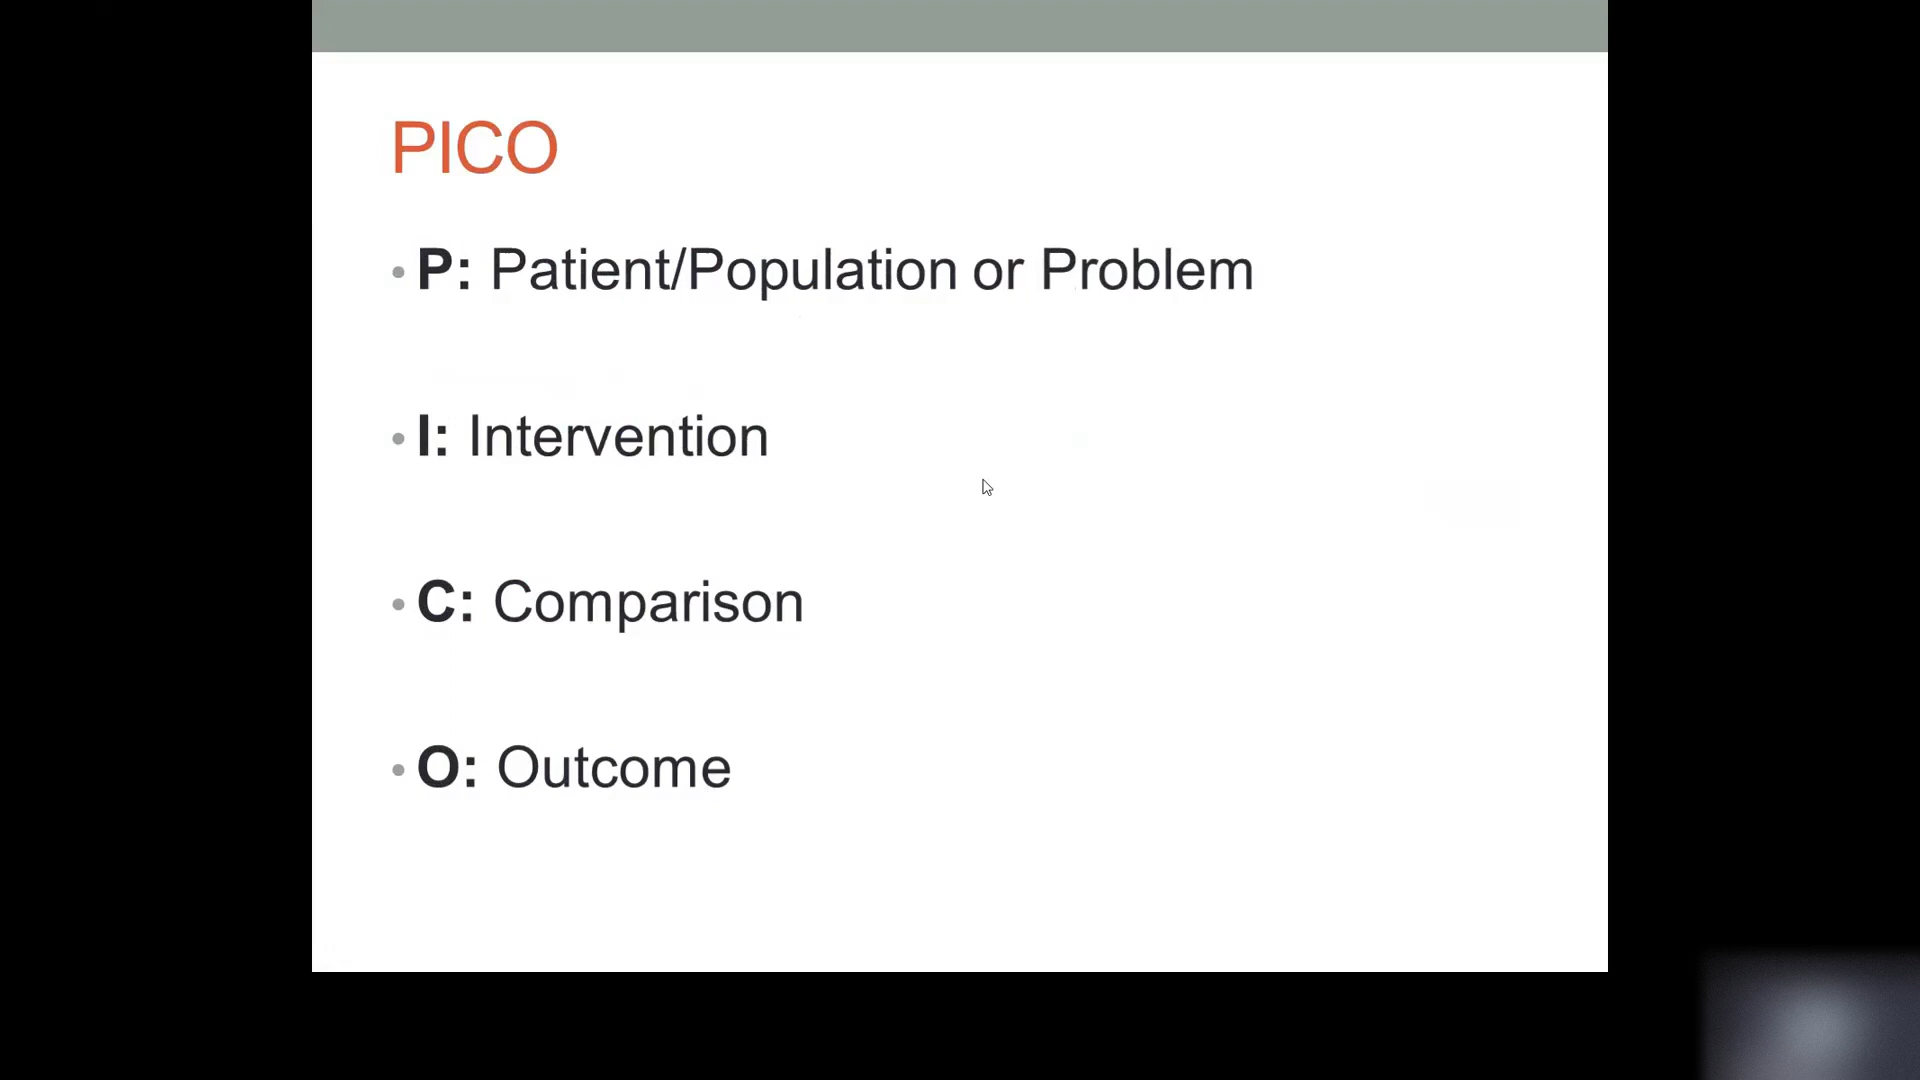 PICO
• P: Patient/Population or Problem
• I: Intervention
• C: Comparison
• O: Outcome